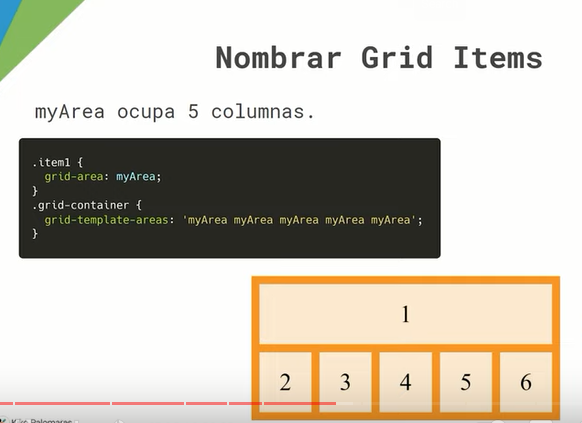 Nombrar Grid Items
myArea ocupa 5 columnas.
.item1 {
grid-area: myArea;
}
.grid-container {
grid-template-areas: 'myArea myArea myArea myArea myArea';
}
1
2 3 4 5 6